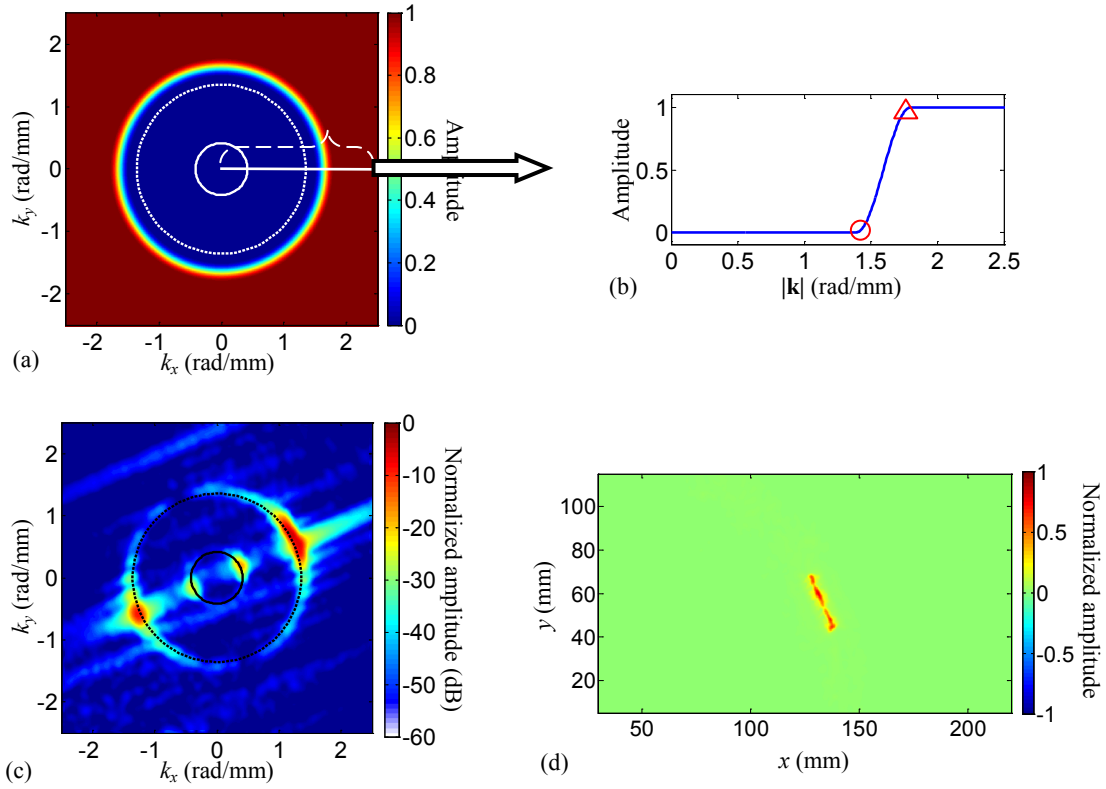 2
1
0
-1
-2
-2 -1 0 1 2
k_y (rad/mm)
k_x (rad/mm)
1
0.8
0.6
0.4
0.2
0
Amplitude
(a)
1
0.5
0
0 0.5 1 1.5 2 2.5
Amplitude
|k| (rad/mm)
(b)
2
1
0
-1
-2
-2 -1 0 1 2
k_y (rad/mm)
k_x (rad/mm)
0
-10
-20
-30
-40
-50
-60
Normalized amplitude (dB)
(c)
100
80
60
40
20
50 100 150 200
y (mm)
x (mm)
1
0.5
0
-0.5
-1
Normalized amplitude
(d)